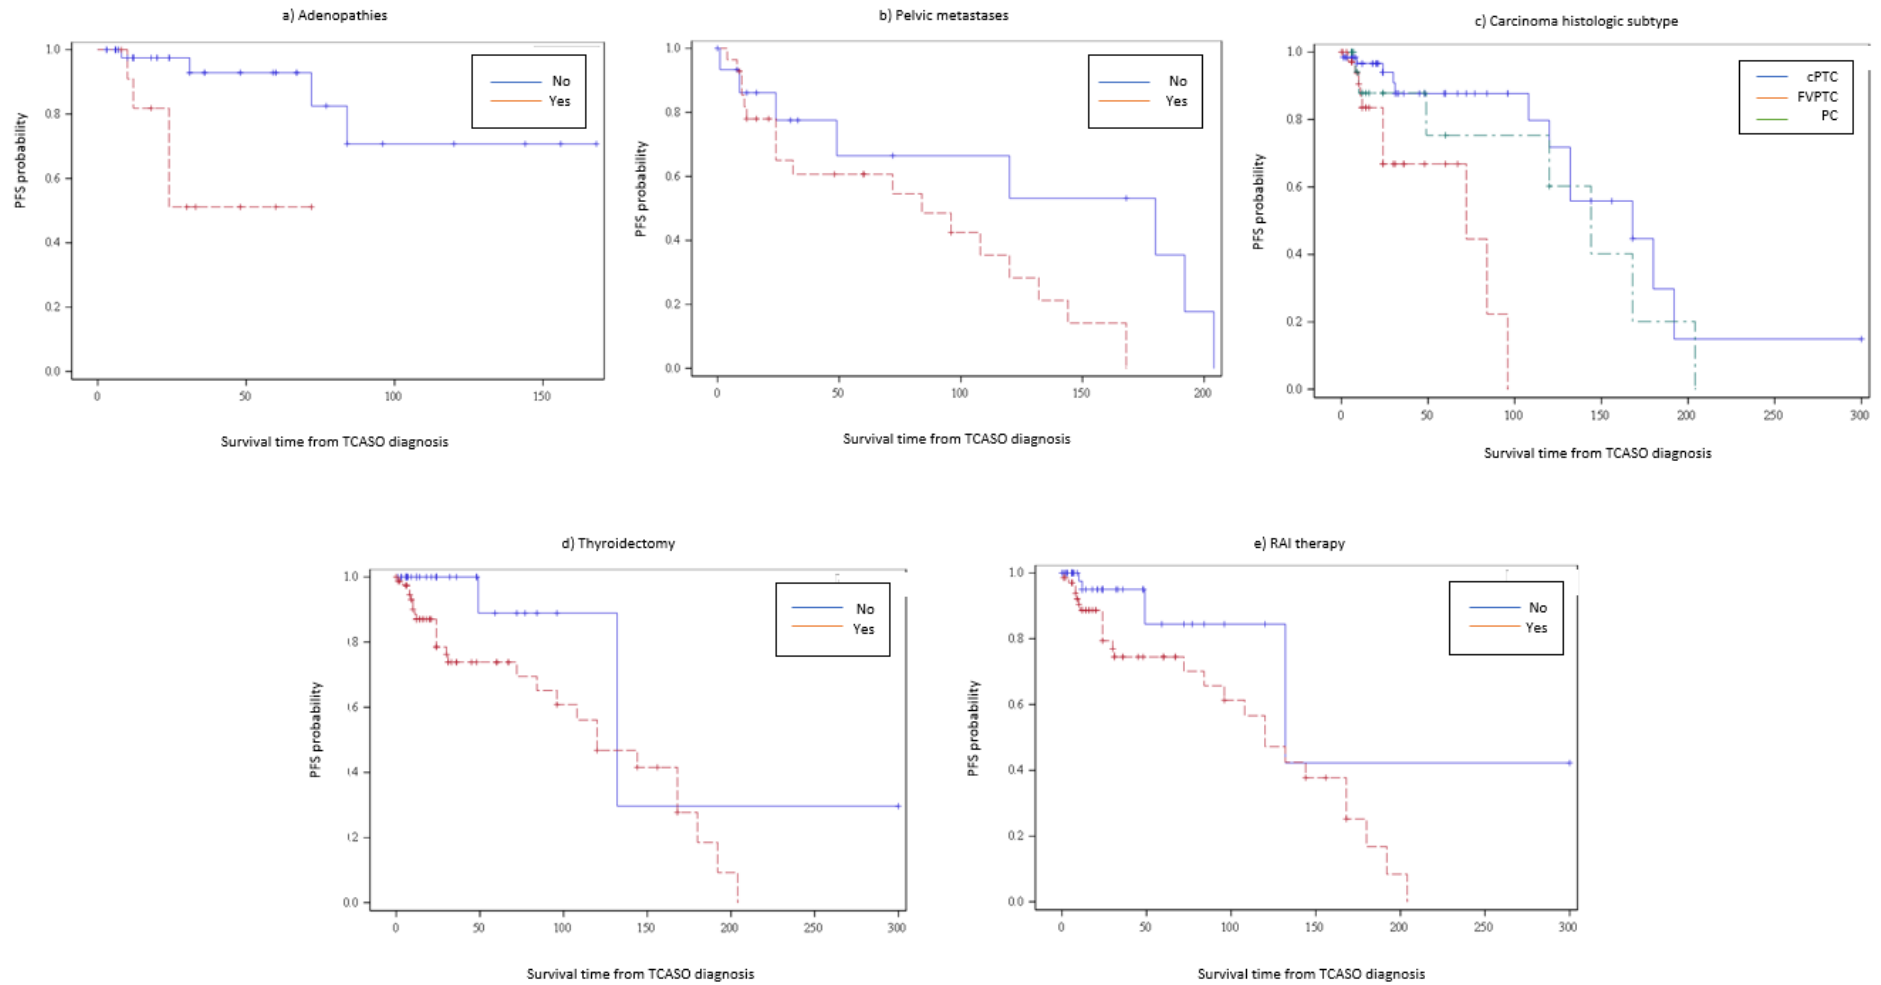 a) Adenopathies
1.0
0.8
0.6
0.4
0.2
0.0
PFS probability
No
Yes
0 50 100 150
Survival time from TCASO diagnosis
b) Pelvic metastases
1.0
0.8
0.6
0.4
0.2
0.0
PFS probability
No
Yes
0 50 100 150 200
Survival time from TCASO diagnosis
c) Carcinoma histologic subtype
1.0
0.8
0.6
0.4
0.2
0.0
PFS probability
cPTC
FVPTC
PC
0 50 100 150 200 250 300
Survival time from TCASO diagnosis
d) Thyroidectomy
1.0
.8
.6
.4
.2
0.0
PFS probability
No
Yes
0 50 100 150 200 250 300
Survival time from TCASO diagnosis
e) RAI therapy
1.0
0.8
0.6
0.4
0.2
0.0
PFS probability
No
Yes
0 50 100 150 200 250 300
Survival time from TCASO diagnosis